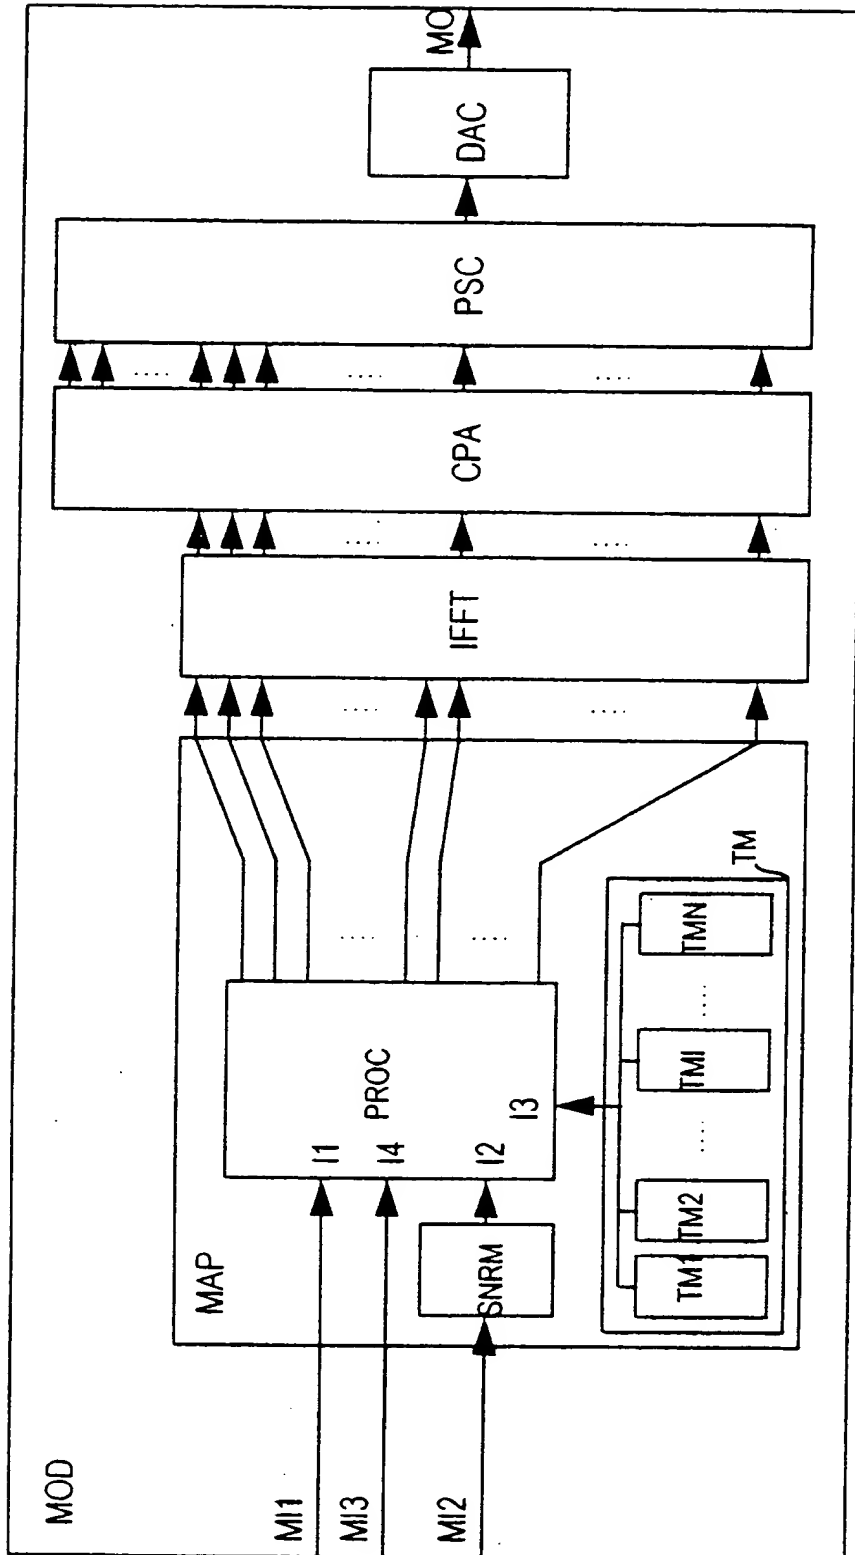 MOD
MI1
MI3
MI2
MAP
SNRM
I1
I4
I2
I3
PROC
TM1
TM2
....
TMI
....
TMN
TM
....
....
....
....
IFFT
....
....
CPA
....
....
....
PSC
DAC
MO